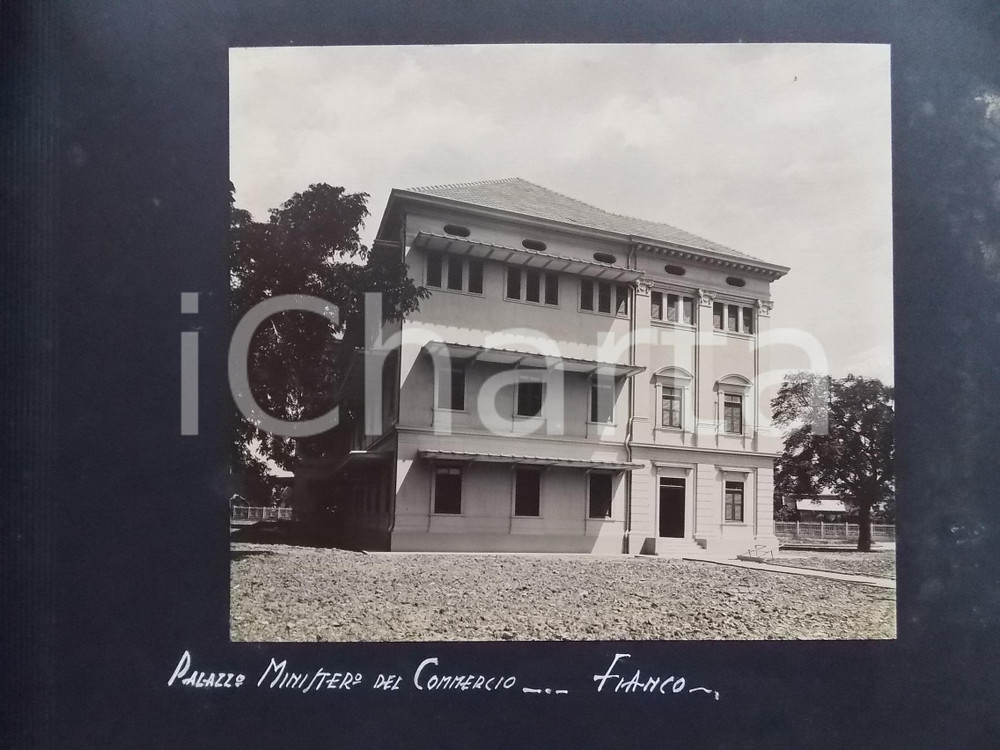 iCharta
Palazzo Ministero del Commercio _.._ Fianco ~.